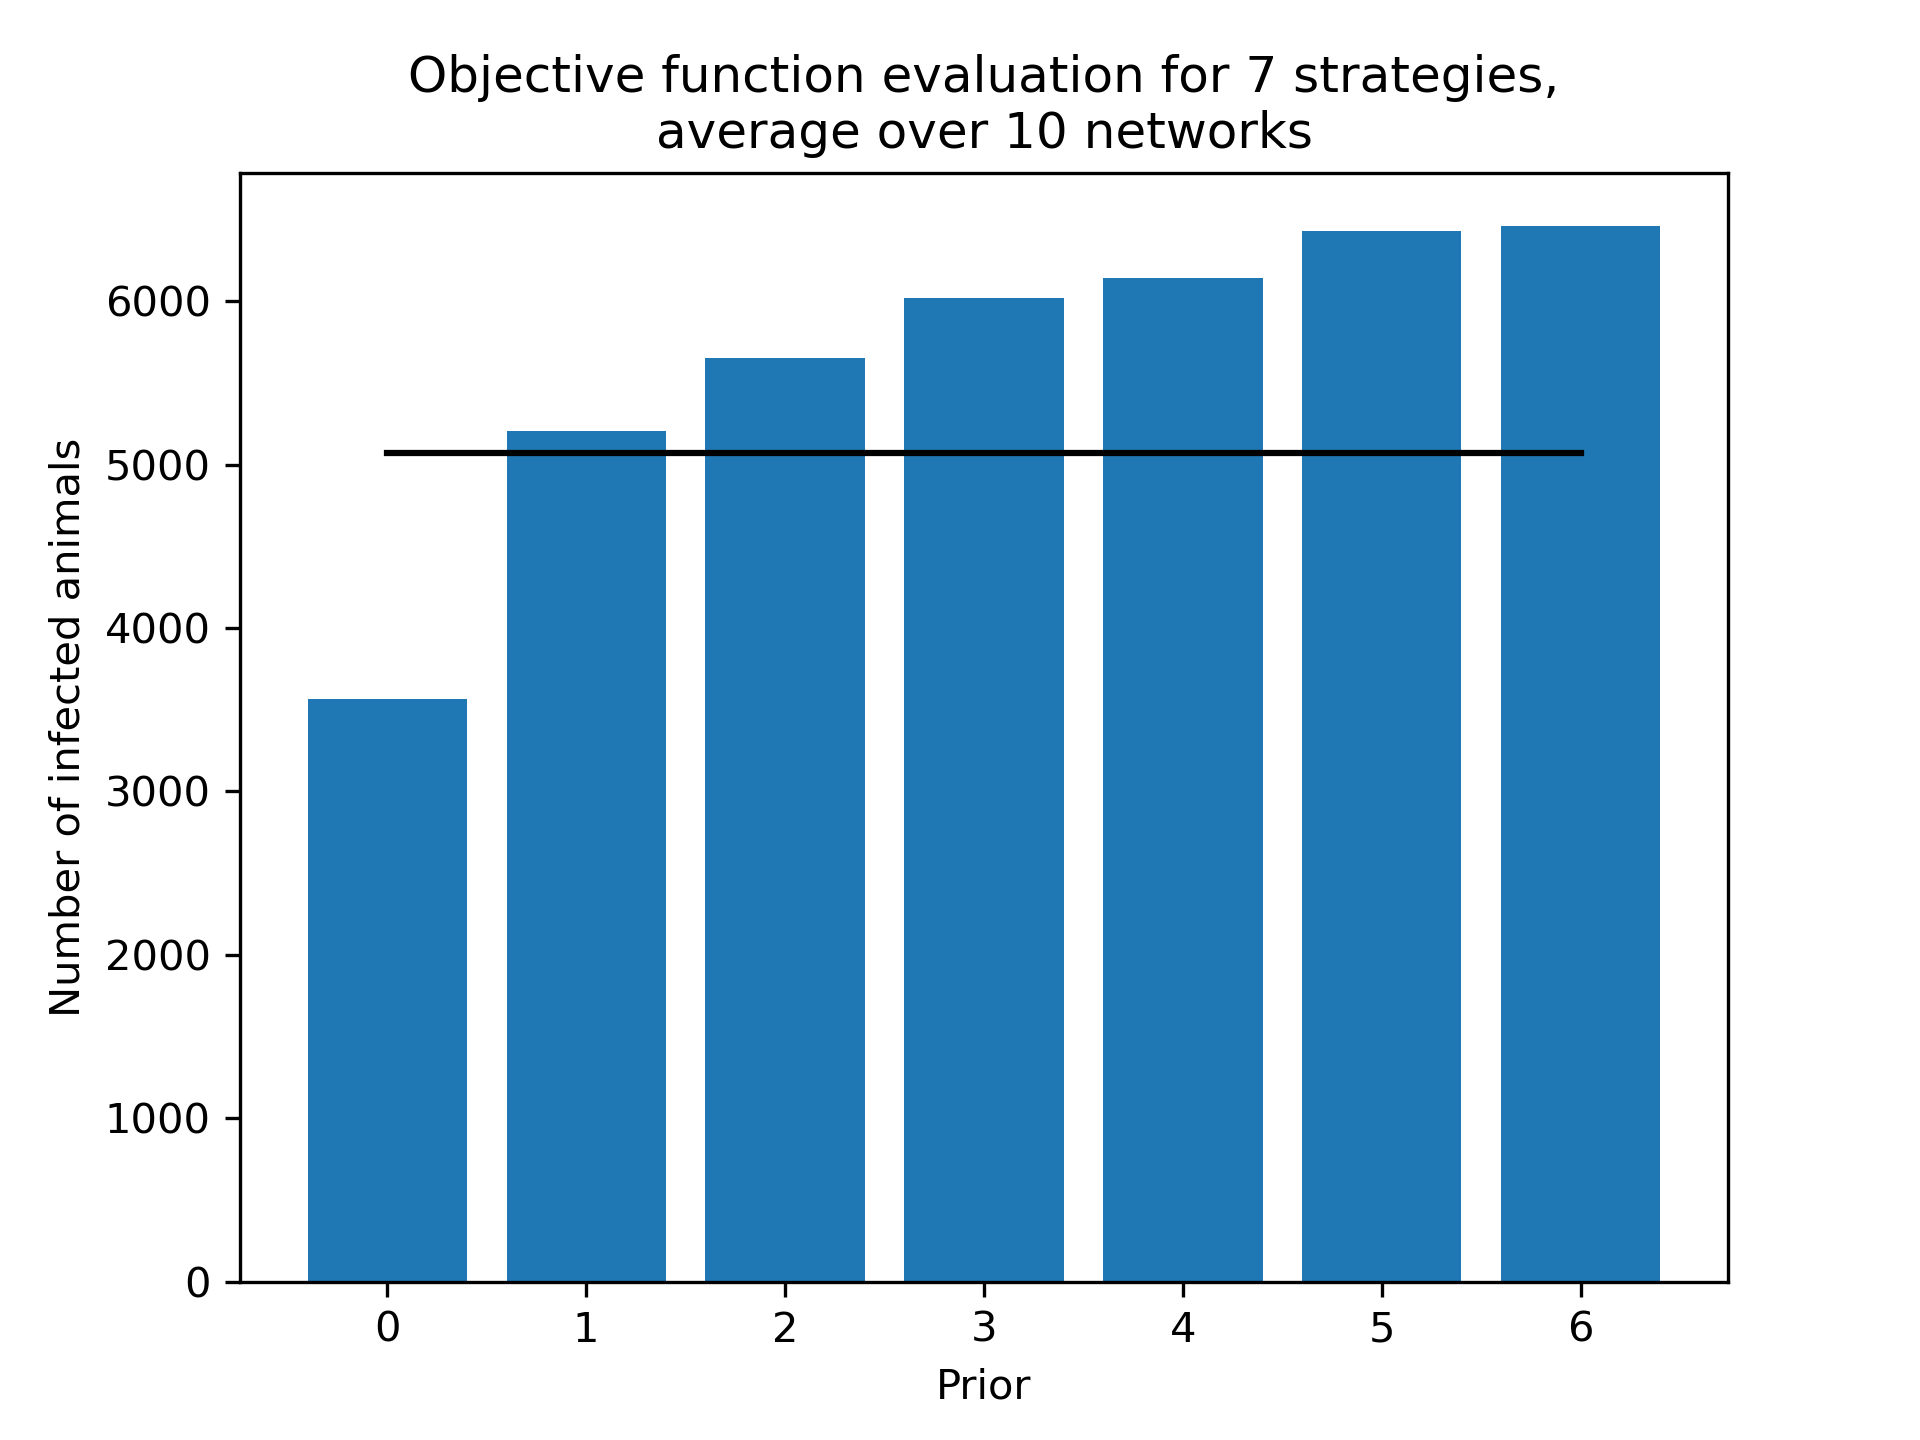 Objective function evaluation for 7 strategies,
average over 10 networks
Number of infected animals
6000
5000
4000
3000
2000
1000
0
0 1 2 3 4 5 6
Prior